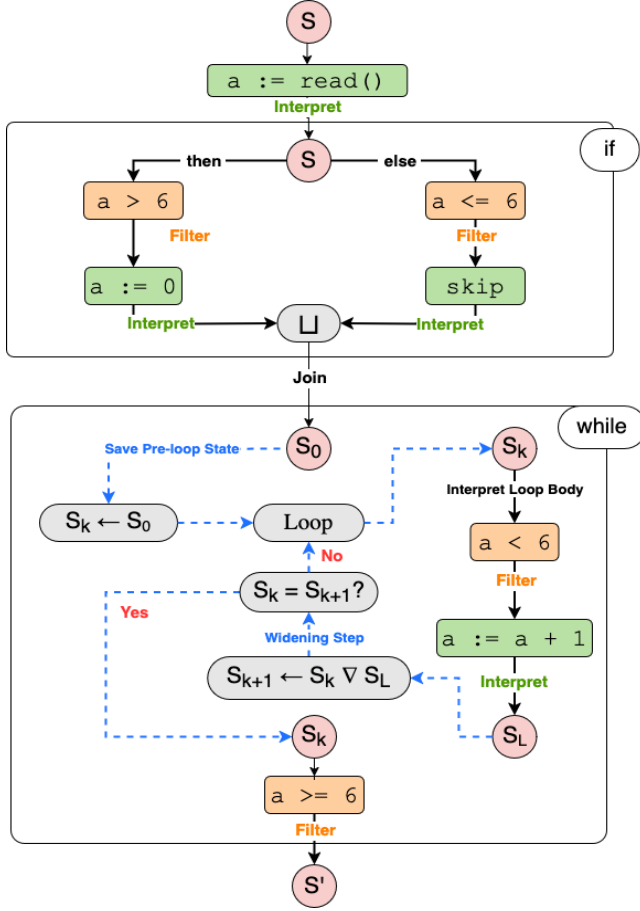 S
a := read()
Interpret
if
then
S
else
a > 6
a <= 6
Filter
Filter
a := 0
skip
Interpret
⊔
Interpret
Join
while
Save Pre-loop State
S₀
Sₖ
Sₖ ← S₀
Loop
Interpret Loop Body
a < 6
No
Filter
Sₖ = Sₖ₊₁?
Yes
Widening Step
a := a + 1
Sₖ₊₁ ← Sₖ ∇ S_L
Interpret
Sₖ
S_L
a >= 6
Filter
S'